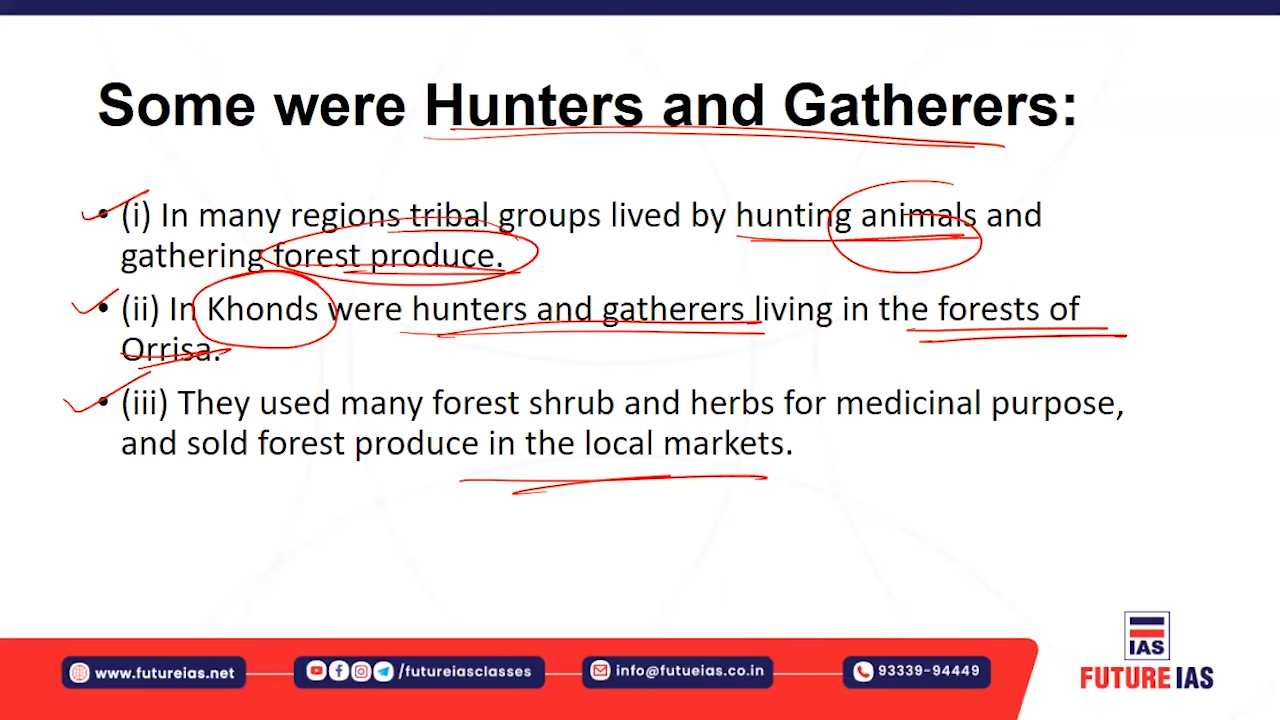 Some were Hunters and Gatherers:
• (i) In many regions tribal groups lived by hunting animals and
gathering forest produce.
• (ii) In Khonds were hunters and gatherers living in the forests of
Orrisa.
• (iii) They used many forest shrub and herbs for medicinal purpose,
and sold forest produce in the local markets.
IAS
FUTURE IAS
www.futureias.net
/futureiasclasses
info@futueias.co.in
93339-94449